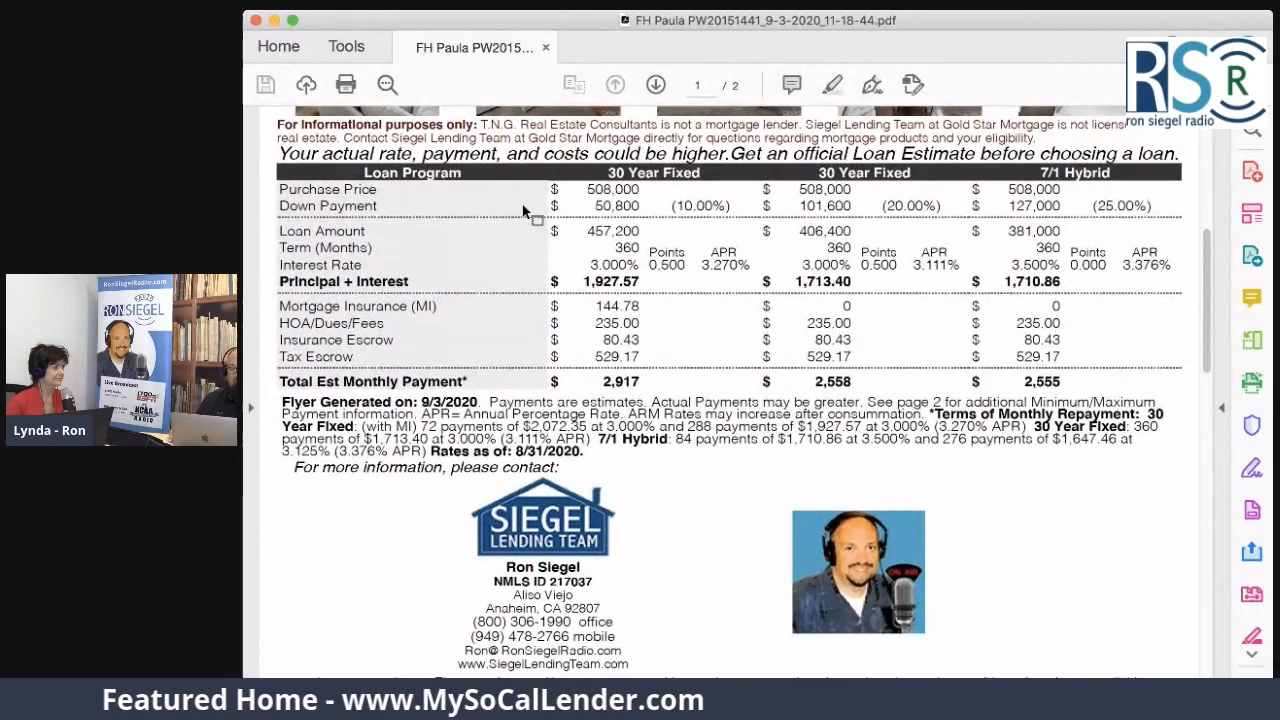 FH Paula PW20151441_9-3-2020_11-18-44.pdf
Home Tools FH Paula PW2015... ×
1 / 2
RS R
ron siegel radio
For Informational purposes only: T.N.G. Real Estate Consultants is not a mortgage lender. Siegel Lending Team at Gold Star Mortgage is not licens
real estate. Contact Siegel Lending Team at Gold Star Mortgage directly for questions regarding mortgage products and your eligibility.
Your actual rate, payment, and costs could be higher.Get an official Loan Estimate before choosing a loan.
Loan Program 30 Year Fixed 30 Year Fixed 7/1 Hybrid
Purchase Price $ 508,000 $ 508,000 $ 508,000
Down Payment $ 50,800 (10.00%) $ 101,600 (20.00%) $ 127,000 (25.00%)
Loan Amount $ 457,200 $ 406,400 $ 381,000
Term (Months) 360 Points APR 360 Points APR 360 Points APR
Interest Rate 3.000% 0.500 3.270% 3.000% 0.500 3.111% 3.500% 0.000 3.376%
Principal + Interest $ 1,927.57 $ 1,713.40 $ 1,710.86
Mortgage Insurance (MI) $ 144.78 $ 0 $ 0
HOA/Dues/Fees $ 235.00 $ 235.00 $ 235.00
Insurance Escrow $ 80.43 $ 80.43 $ 80.43
Tax Escrow $ 529.17 $ 529.17 $ 529.17
Total Est Monthly Payment* $ 2,917 $ 2,558 $ 2,555
Flyer Generated on: 9/3/2020. Payments are estimates. Actual Payments may be greater. See page 2 for additional Minimum/Maximum
Payment information. APR= Annual Percentage Rate. ARM Rates may increase after consummation. *Terms of Monthly Repayment: 30
Year Fixed: (with MI) 72 payments of $2,072.35 at 3.000% and 288 payments of $1,927.57 at 3.000% (3.270% APR) 30 Year Fixed: 360
payments of $1,713.40 at 3.000% (3.111% APR) 7/1 Hybrid: 84 payments of $1,710.86 at 3.500% and 276 payments of $1,647.46 at
3.125% (3.376% APR) Rates as of: 8/31/2020.
For more information, please contact:
SIEGEL
LENDING TEAM
ON AIR
Ron Siegel
NMLS ID 217037
Aliso Viejo
Anaheim, CA 92807
(800) 306-1990 office
(949) 478-2766 mobile
Ron@RonSiegelRadio.com
www.SiegelLendingTeam.com
RonSiegelRadio.com
RON SIEGEL
Live Broadcast
KCAA
RADIO
Lynda - Ron
Featured Home - www.MySoCalLender.com